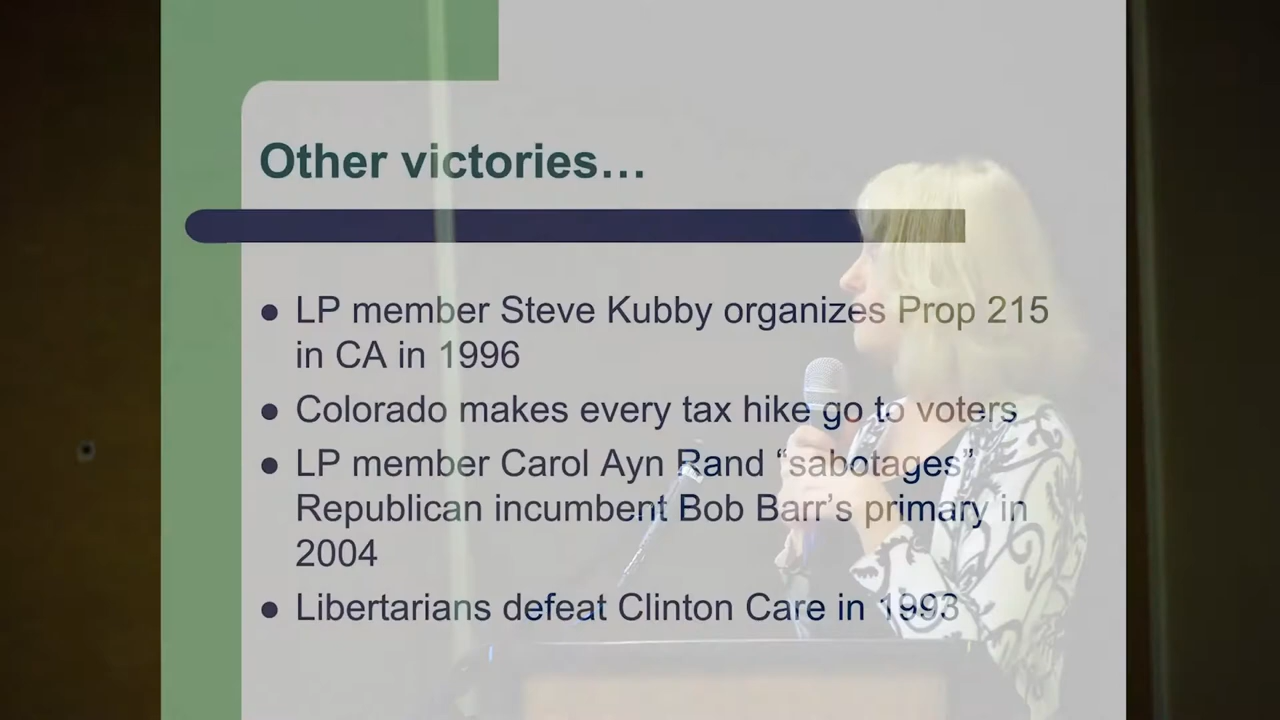 Other victories…
● LP member Steve Kubby organizes Prop 215
in CA in 1996
● Colorado makes every tax hike go to voters
● LP member Carol Ayn Rand “sabotages”
Republican incumbent Bob Barr’s primary in
2004
● Libertarians defeat Clinton Care in 1993